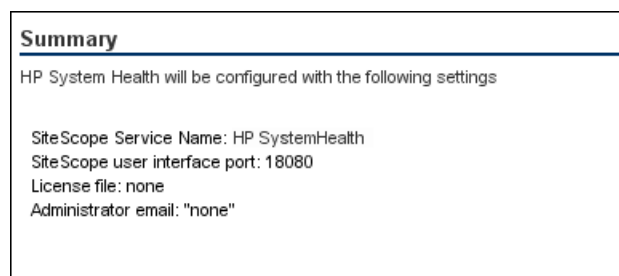 Summary
HP System Health will be configured with the following settings
SiteScope Service Name: HP SystemHealth
SiteScope user interface port: 18080
License file: none
Administrator email: "none"